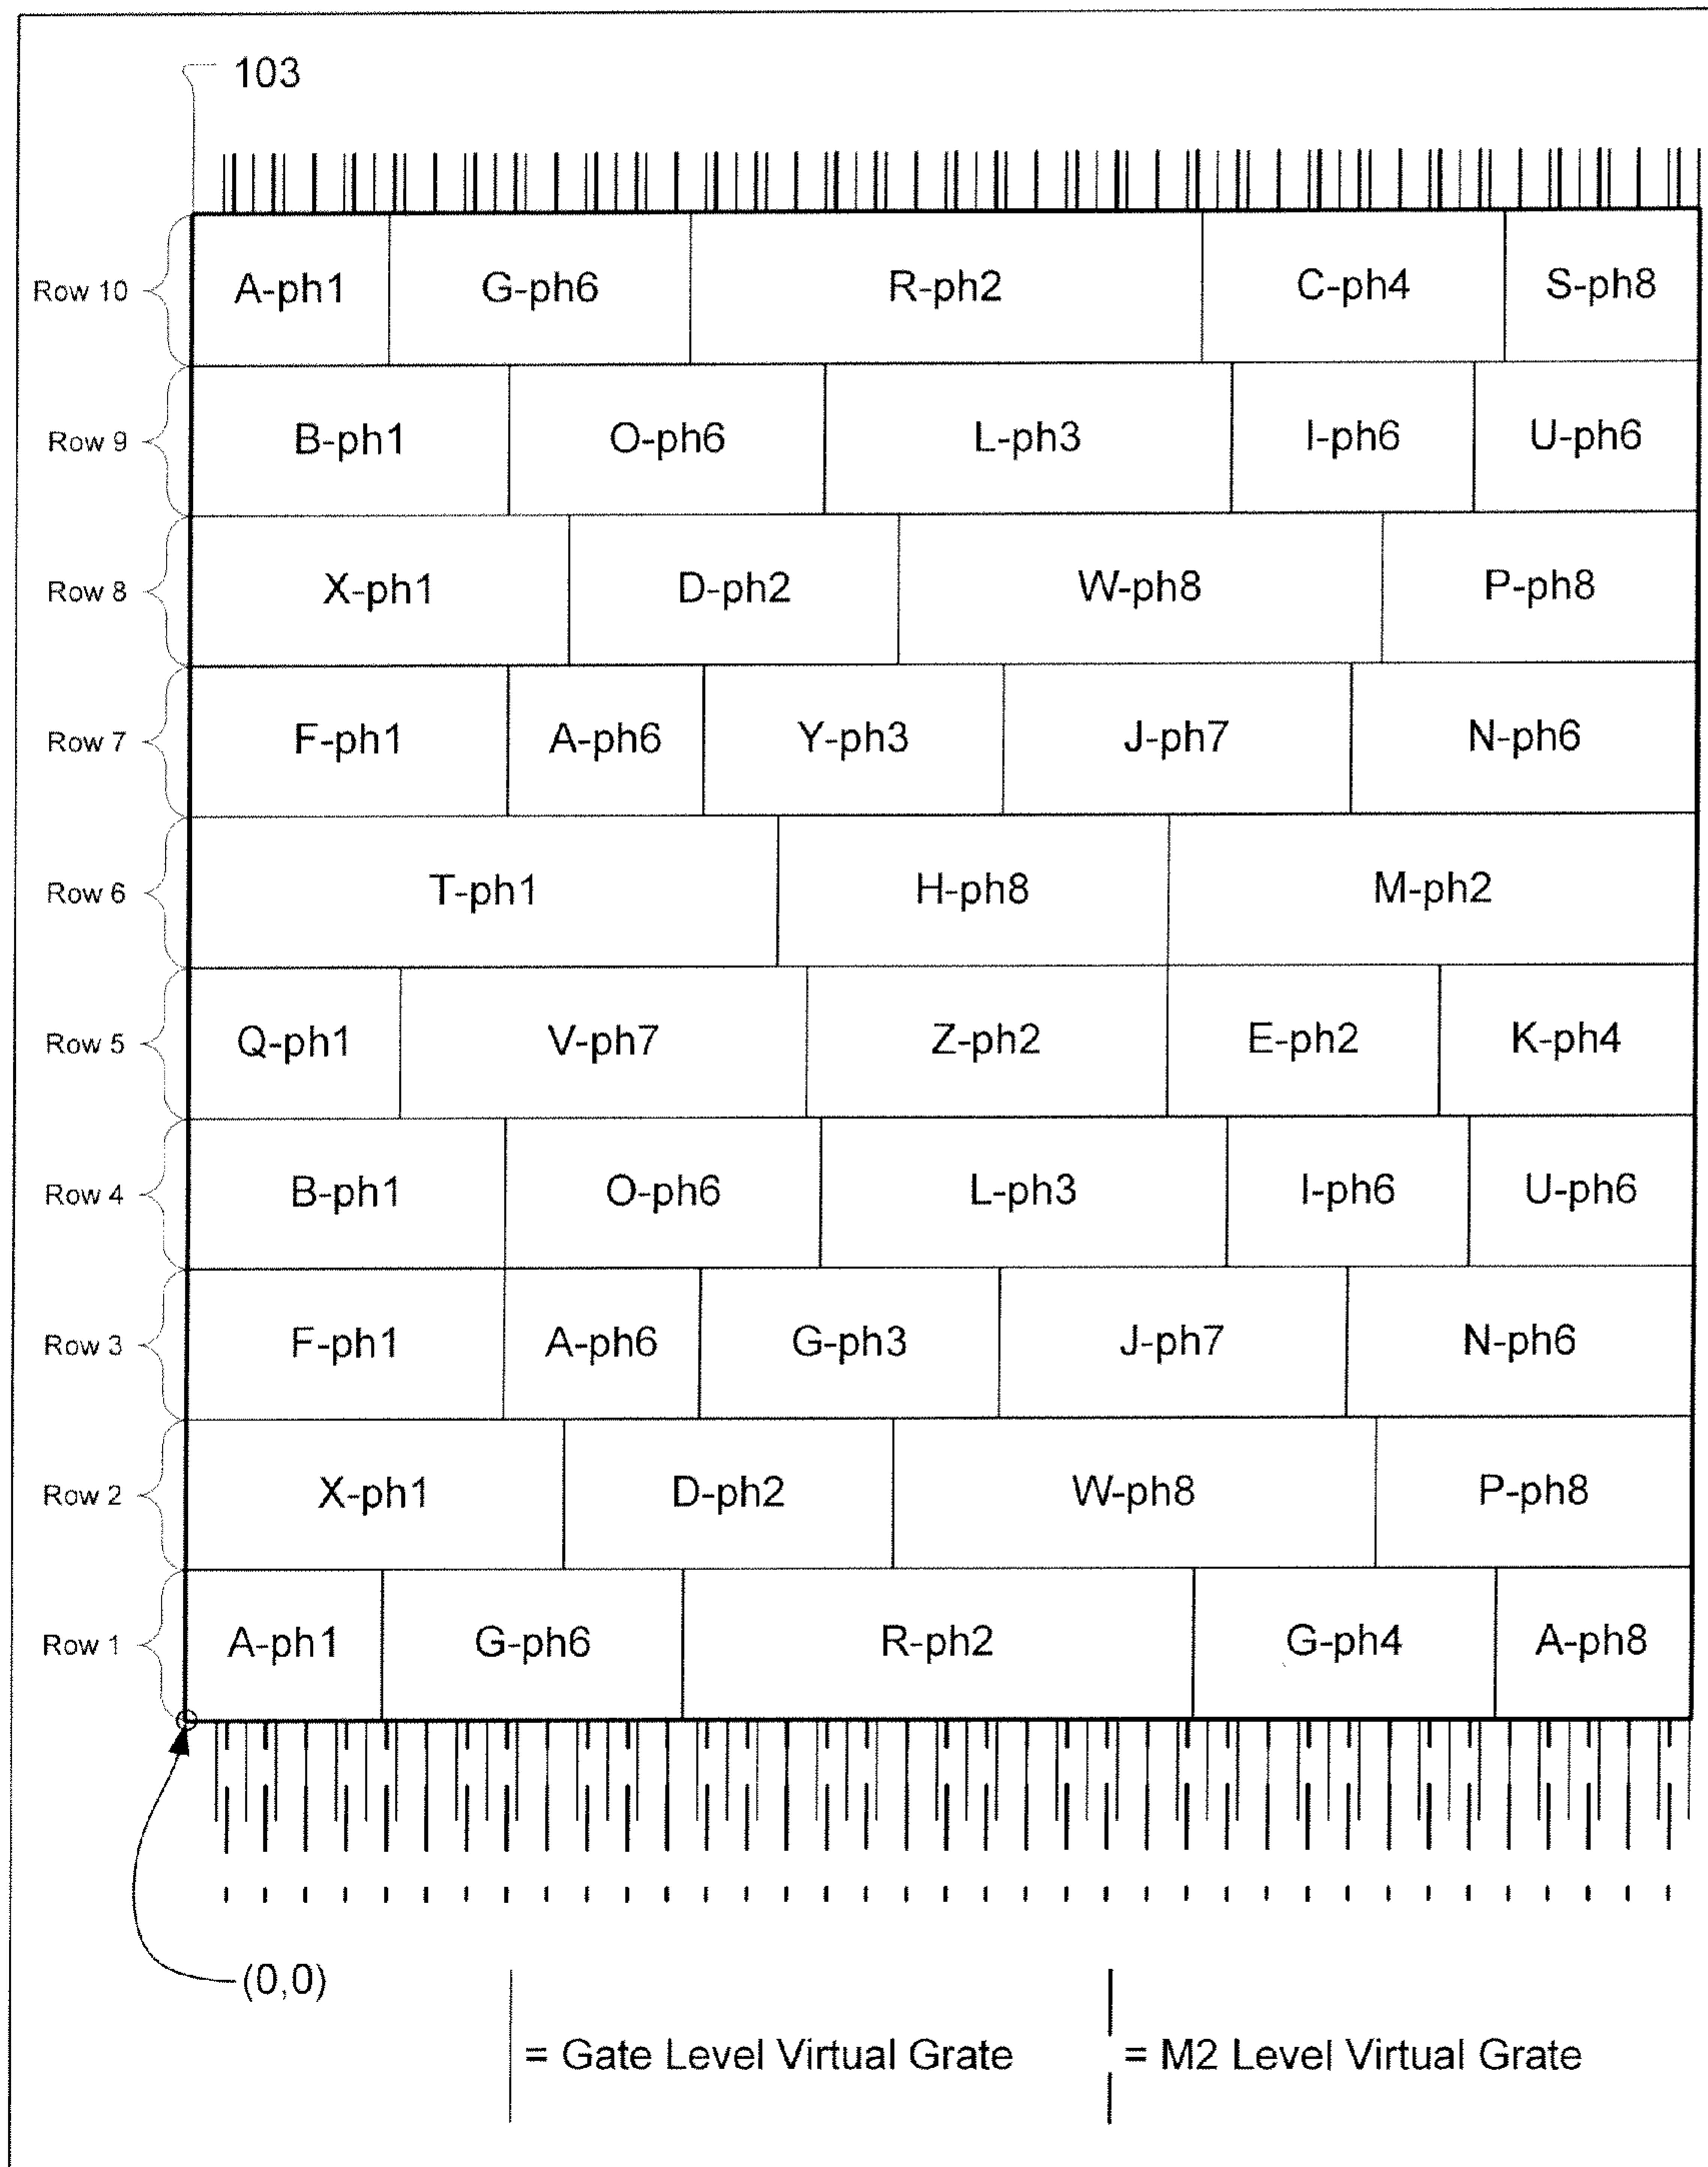 103
Row 10 A-ph1 G-ph6 R-ph2 C-ph4 S-ph8
Row 9 B-ph1 O-ph6 L-ph3 I-ph6 U-ph6
Row 8 X-ph1 D-ph2 W-ph8 P-ph8
Row 7 F-ph1 A-ph6 Y-ph3 J-ph7 N-ph6
Row 6 T-ph1 H-ph8 M-ph2
Row 5 Q-ph1 V-ph7 Z-ph2 E-ph2 K-ph4
Row 4 B-ph1 O-ph6 L-ph3 I-ph6 U-ph6
Row 3 F-ph1 A-ph6 G-ph3 J-ph7 N-ph6
Row 2 X-ph1 D-ph2 W-ph8 P-ph8
Row 1 A-ph1 G-ph6 R-ph2 G-ph4 A-ph8
(0,0)
= Gate Level Virtual Grate = M2 Level Virtual Grate